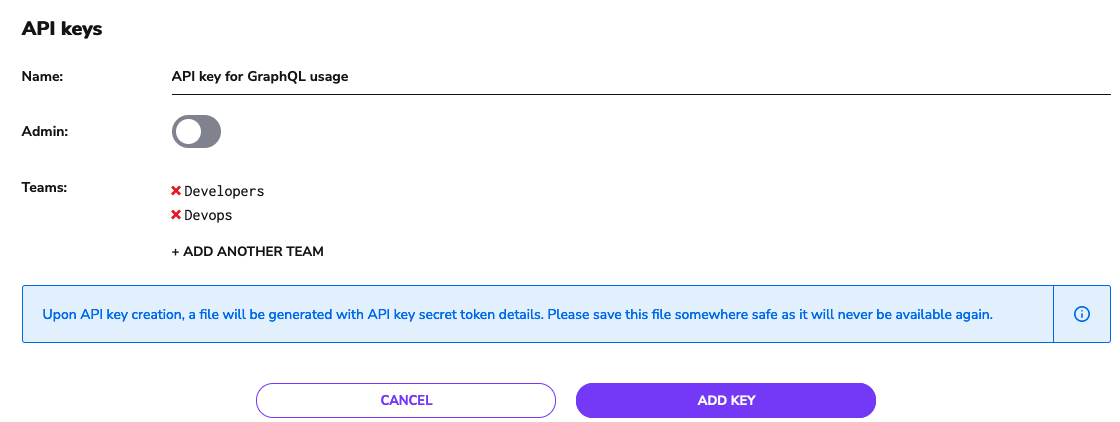 API keys
Name: API key for GraphQL usage
Admin:
Teams: Developers
Devops
+ ADD ANOTHER TEAM
Upon API key creation, a file will be generated with API key secret token details. Please save this file somewhere safe as it will never be available again.
CANCEL ADD KEY